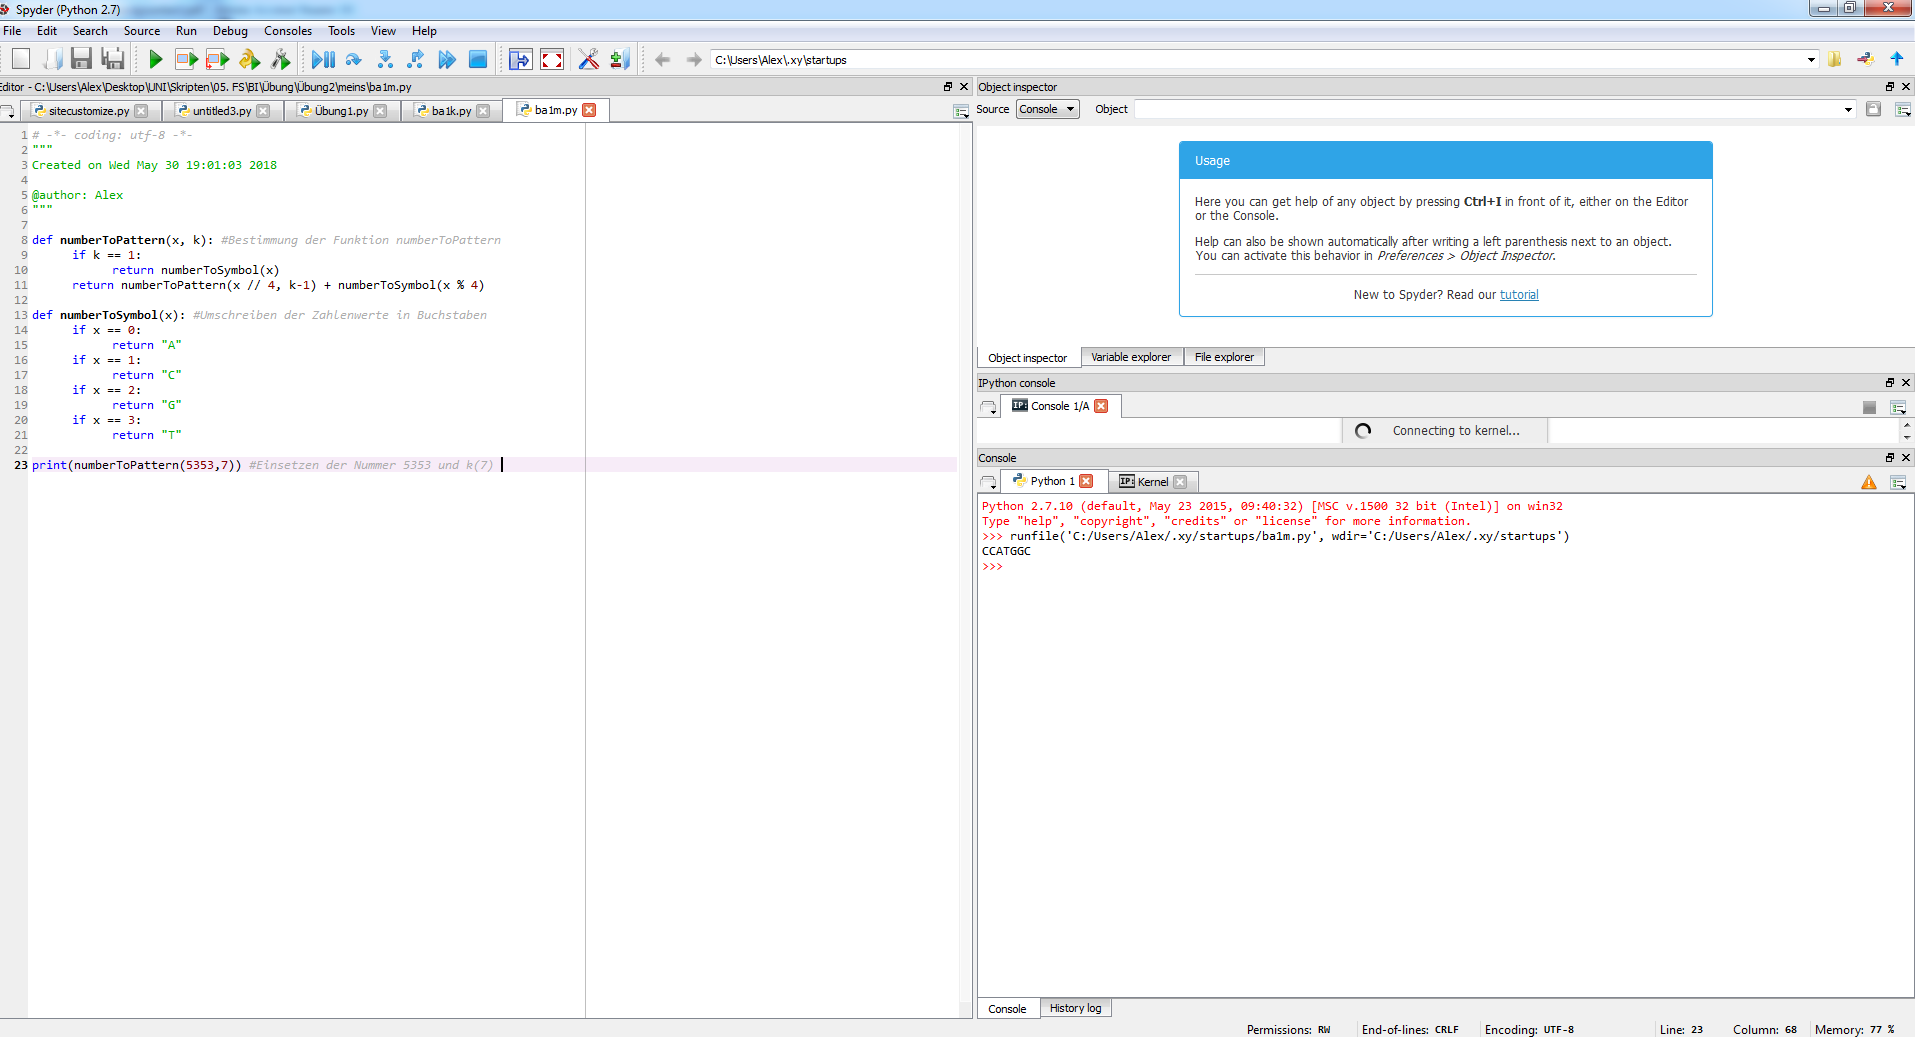 Spyder (Python 2.7)
File Edit Search Source Run Debug Consoles Tools View Help
C:\Users\Alex\.xy\startups
Editor - C:\Users\Alex\Desktop\UNI\Skripten\05. FS\BI\Übung\Übung2\meins\ba1m.py
sitecustomize.py untitled3.py Übung1.py ba1k.py ba1m.py
1 # -*- coding: utf-8 -*-
2 """
3 Created on Wed May 30 19:01:03 2018
4
5 @author: Alex
6 """
7
8 def numberToPattern(x, k): #Bestimmung der Funktion numberToPattern
9 if k == 1:
10 return numberToSymbol(x)
11 return numberToPattern(x // 4, k-1) + numberToSymbol(x % 4)
12
13 def numberToSymbol(x): #Umschreiben der Zahlenwerte in Buchstaben
14 if x == 0:
15 return "A"
16 if x == 1:
17 return "C"
18 if x == 2:
19 return "G"
20 if x == 3:
21 return "T"
22
23 print(numberToPattern(5353,7)) #Einsetzen der Nummer 5353 und k(7)
Object inspector
Source Console Object
Usage
Here you can get help of any object by pressing Ctrl+I in front of it, either on the Editor
or the Console.
Help can also be shown automatically after writing a left parenthesis next to an object.
You can activate this behavior in Preferences > Object Inspector.
New to Spyder? Read our tutorial
Object inspector Variable explorer File explorer
IPython console
IP: Console 1/A
Connecting to kernel...
Console
Python 1 IP: Kernel
Python 2.7.10 (default, May 23 2015, 09:40:32) [MSC v.1500 32 bit (Intel)] on win32
Type "help", "copyright", "credits" or "license" for more information.
>>> runfile('C:/Users/Alex/.xy/startups/ba1m.py', wdir='C:/Users/Alex/.xy/startups')
CCATGGC
>>>
Console History log
Permissions: RW End-of-lines: CRLF Encoding: UTF-8 Line: 23 Column: 68 Memory: 77 %